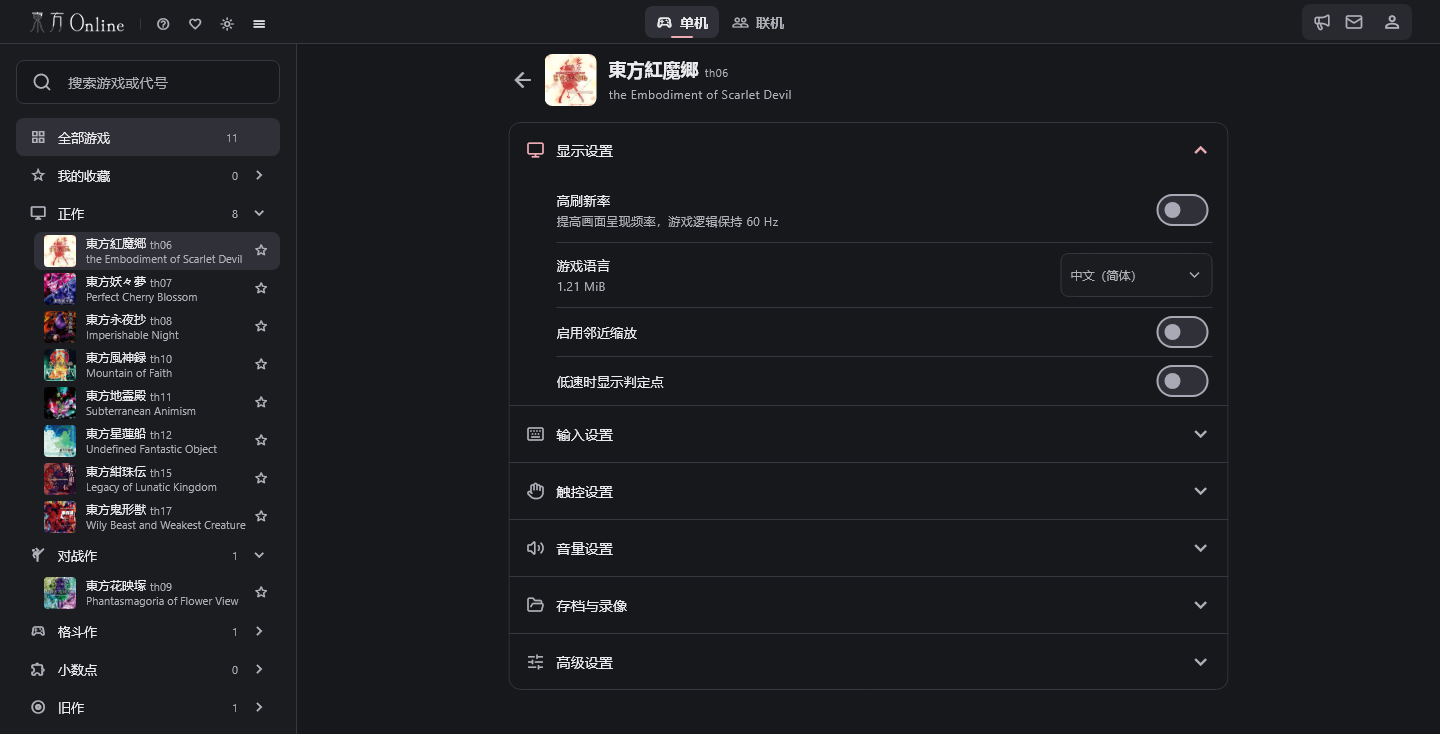 東方 Online
单机
联机
搜索游戏或代号
全部游戏 11
我的收藏 0
正作 8
東方紅魔郷 th06
the Embodiment of Scarlet Devil
東方妖々夢 th07
Perfect Cherry Blossom
東方永夜抄 th08
Imperishable Night
東方風神録 th10
Mountain of Faith
東方地霊殿 th11
Subterranean Animism
東方星蓮船 th12
Undefined Fantastic Object
東方紺珠伝 th15
Legacy of Lunatic Kingdom
東方鬼形獣 th17
Wily Beast and Weakest Creature
对战作 1
東方花映塚 th09
Phantasmagoria of Flower View
格斗作 1
小数点 0
旧作 1
東方紅魔郷 th06
the Embodiment of Scarlet Devil
显示设置
高刷新率
提高画面呈现频率，游戏逻辑保持 60 Hz
游戏语言
1.21 MiB
中文（简体）
启用邻近缩放
低速时显示判定点
输入设置
触控设置
音量设置
存档与录像
高级设置